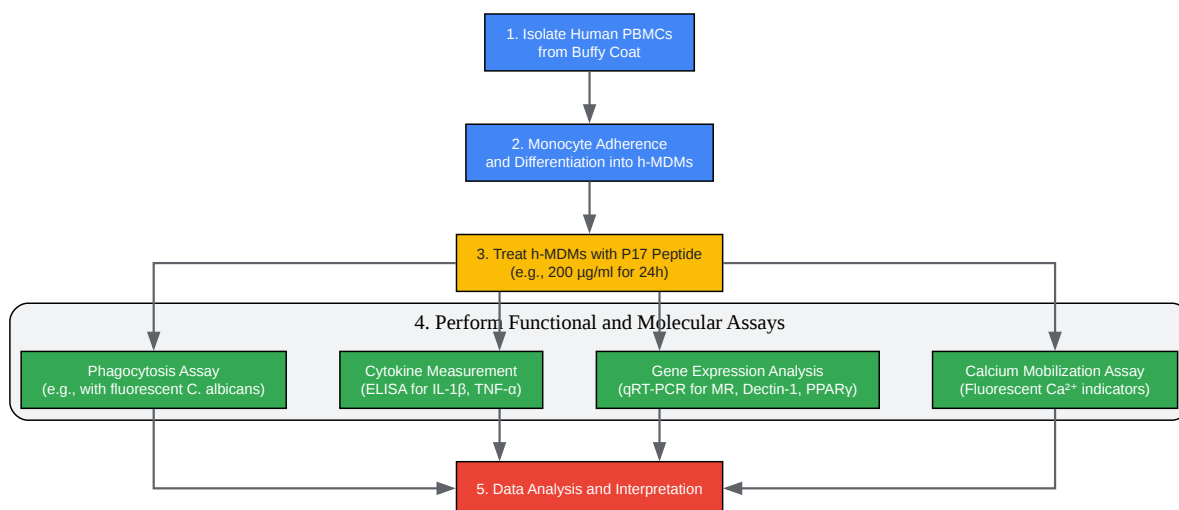 1. Isolate Human PBMCs
from Buffy Coat
2. Monocyte Adherence
and Differentiation into h-MDMs
3. Treat h-MDMs with P17 Peptide
(e.g., 200 µg/ml for 24h)
4. Perform Functional and Molecular Assays
Phagocytosis Assay
(e.g., with fluorescent C. albicans)
Cytokine Measurement
(ELISA for IL-1β, TNF-α)
Gene Expression Analysis
(qRT-PCR for MR, Dectin-1, PPARγ)
Calcium Mobilization Assay
(Fluorescent Ca²⁺ indicators)
5. Data Analysis and Interpretation